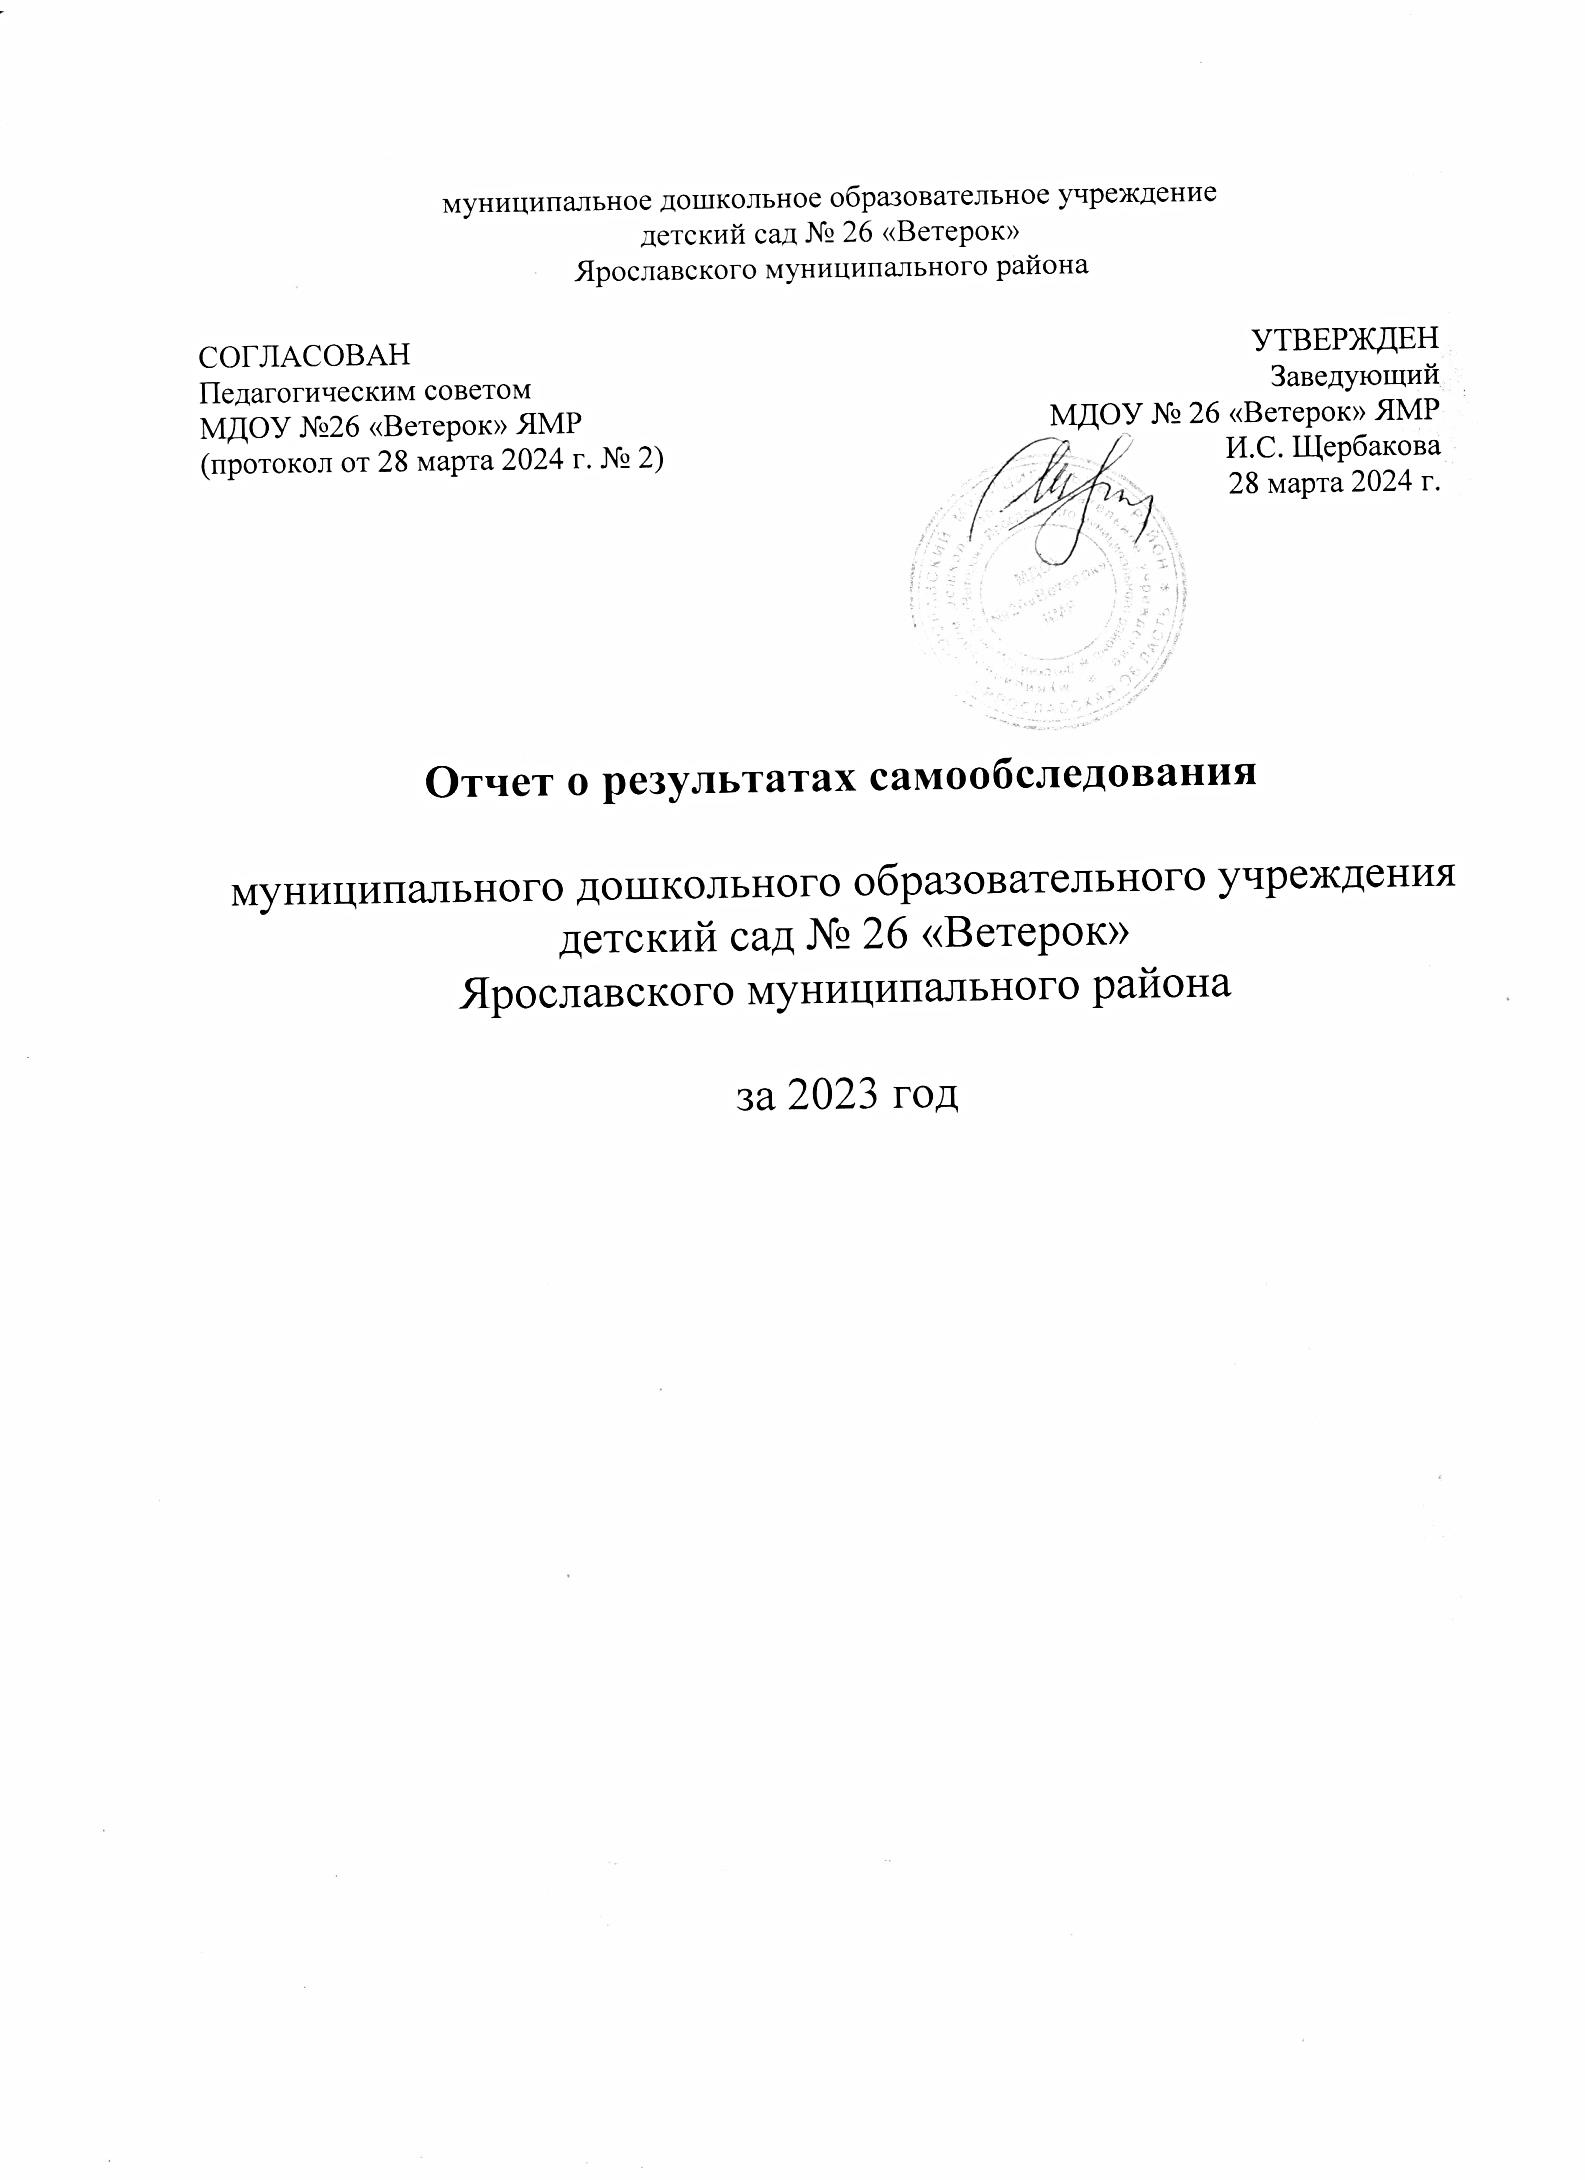 муниципальное дошкольное образовательное учреждение
детский сад № 26 «Ветерок»
Ярославского муниципального района
СОГЛАСОВАН
Педагогическим советом
МДОУ №26 «Ветерок» ЯМР
(протокол от 28 марта 2024 г. № 2)
УТВЕРЖДЕН
Заведующий
МДОУ № 26 «Ветерок» ЯМР
И.С. Щербакова
28 марта 2024 г.
Отчет о результатах самообследования
муниципального дошкольного образовательного учреждения
детский сад № 26 «Ветерок»
Ярославского муниципального района
за 2023 год